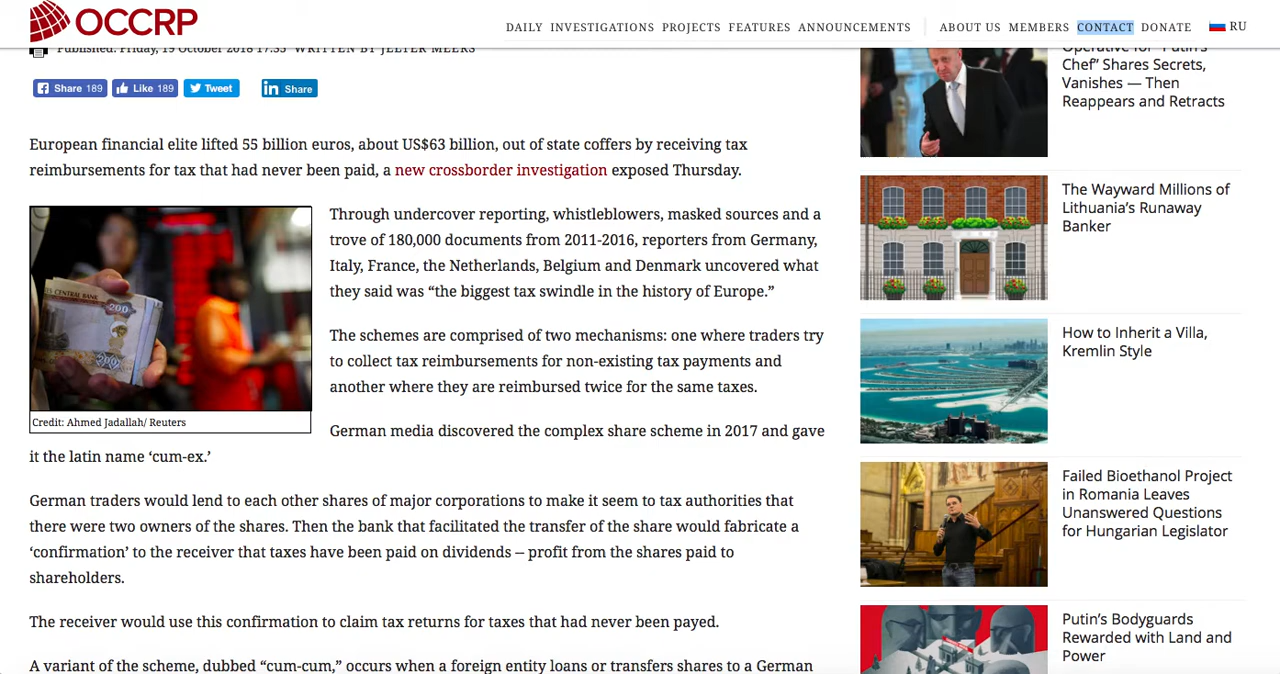 OCCRP
DAILY INVESTIGATIONS PROJECTS FEATURES ANNOUNCEMENTS ABOUT US MEMBERS CONTACT DONATE RU
Published: Friday, 19 October 2018 17:33 WRITTEN BY JELTER MEERS
Share 189 Like 189 Tweet Share
European financial elite lifted 55 billion euros, about US$63 billion, out of state coffers by receiving tax
reimbursements for tax that had never been paid, a new crossborder investigation exposed Thursday.
200
Credit: Ahmed Jadallah/ Reuters
Through undercover reporting, whistleblowers, masked sources and a
trove of 180,000 documents from 2011-2016, reporters from Germany,
Italy, France, the Netherlands, Belgium and Denmark uncovered what
they said was “the biggest tax swindle in the history of Europe.”
The schemes are comprised of two mechanisms: one where traders try
to collect tax reimbursements for non-existing tax payments and
another where they are reimbursed twice for the same taxes.
German media discovered the complex share scheme in 2017 and gave
it the latin name ‘cum-ex.’
German traders would lend to each other shares of major corporations to make it seem to tax authorities that
there were two owners of the shares. Then the bank that facilitated the transfer of the share would fabricate a
‘confirmation’ to the receiver that taxes have been paid on dividends – profit from the shares paid to
shareholders.
The receiver would use this confirmation to claim tax returns for taxes that had never been payed.
A variant of the scheme, dubbed “cum-cum,” occurs when a foreign entity loans or transfers shares to a German
Operative for “Putin’s
Chef” Shares Secrets,
Vanishes — Then
Reappears and Retracts
The Wayward Millions of
Lithuania’s Runaway
Banker
How to Inherit a Villa,
Kremlin Style
Failed Bioethanol Project
in Romania Leaves
Unanswered Questions
for Hungarian Legislator
Putin’s Bodyguards
Rewarded with Land and
Power